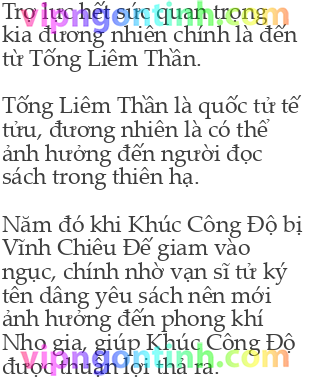 Trợ lực hết sức quan trọng
kia đương nhiên chính là đến
từ Tống Liêm Thần.
Tống Liêm Thần là quốc tử tế
tửu, đương nhiên là có thể
ảnh hưởng đến người đọc
sách trong thiên hạ.
Năm đó khi Khúc Công Độ bị
Vĩnh Chiêu Đế giam vào
ngục, chính nhờ vạn sĩ tử ký
tên dâng yêu sách nên mới
ảnh hưởng đến phong khí
Nho gia, giúp Khúc Công Độ
được thuận lợi thả ra.
vipngontinh.com
vipngontinh.com